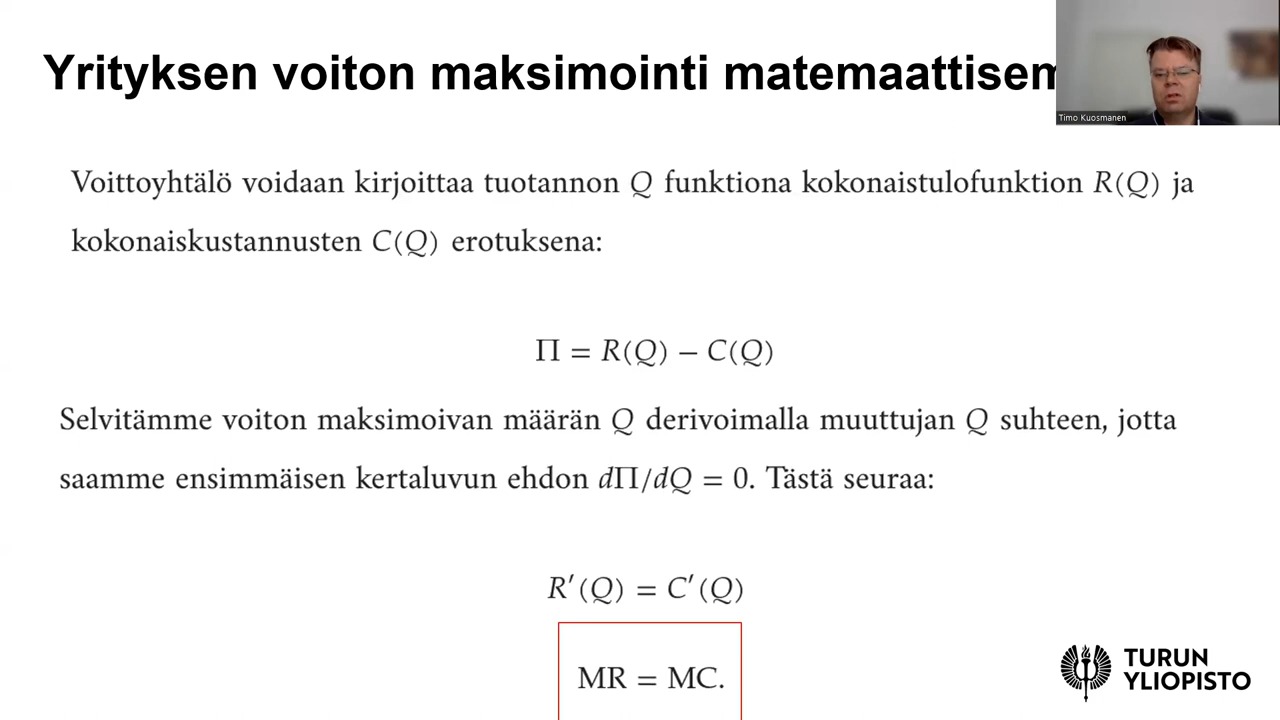 Yrityksen voiton maksimointi matemaattisem
Timo Kuosmanen
Voittoyhtälö voidaan kirjoittaa tuotannon Q funktiona kokonaistulofunktion R(Q) ja
kokonaiskustannusten C(Q) erotuksena:
Π = R(Q) − C(Q)
Selvitämme voiton maksimoivan määrän Q derivoimalla muuttujan Q suhteen, jotta
saamme ensimmäisen kertaluvun ehdon dΠ/dQ = 0. Tästä seuraa:
R′(Q) = C′(Q)
MR = MC.
TURUN
YLIOPISTO